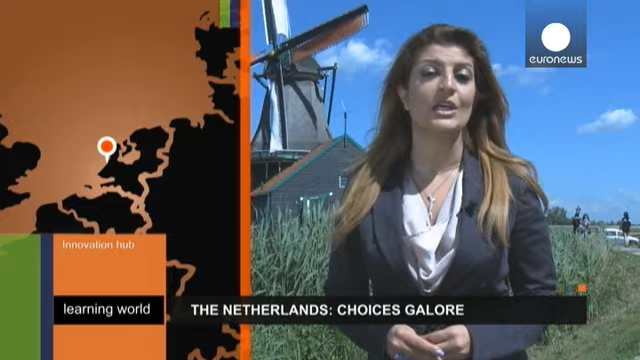 euronews
Innovation hub
learning world
THE NETHERLANDS: CHOICES GALORE